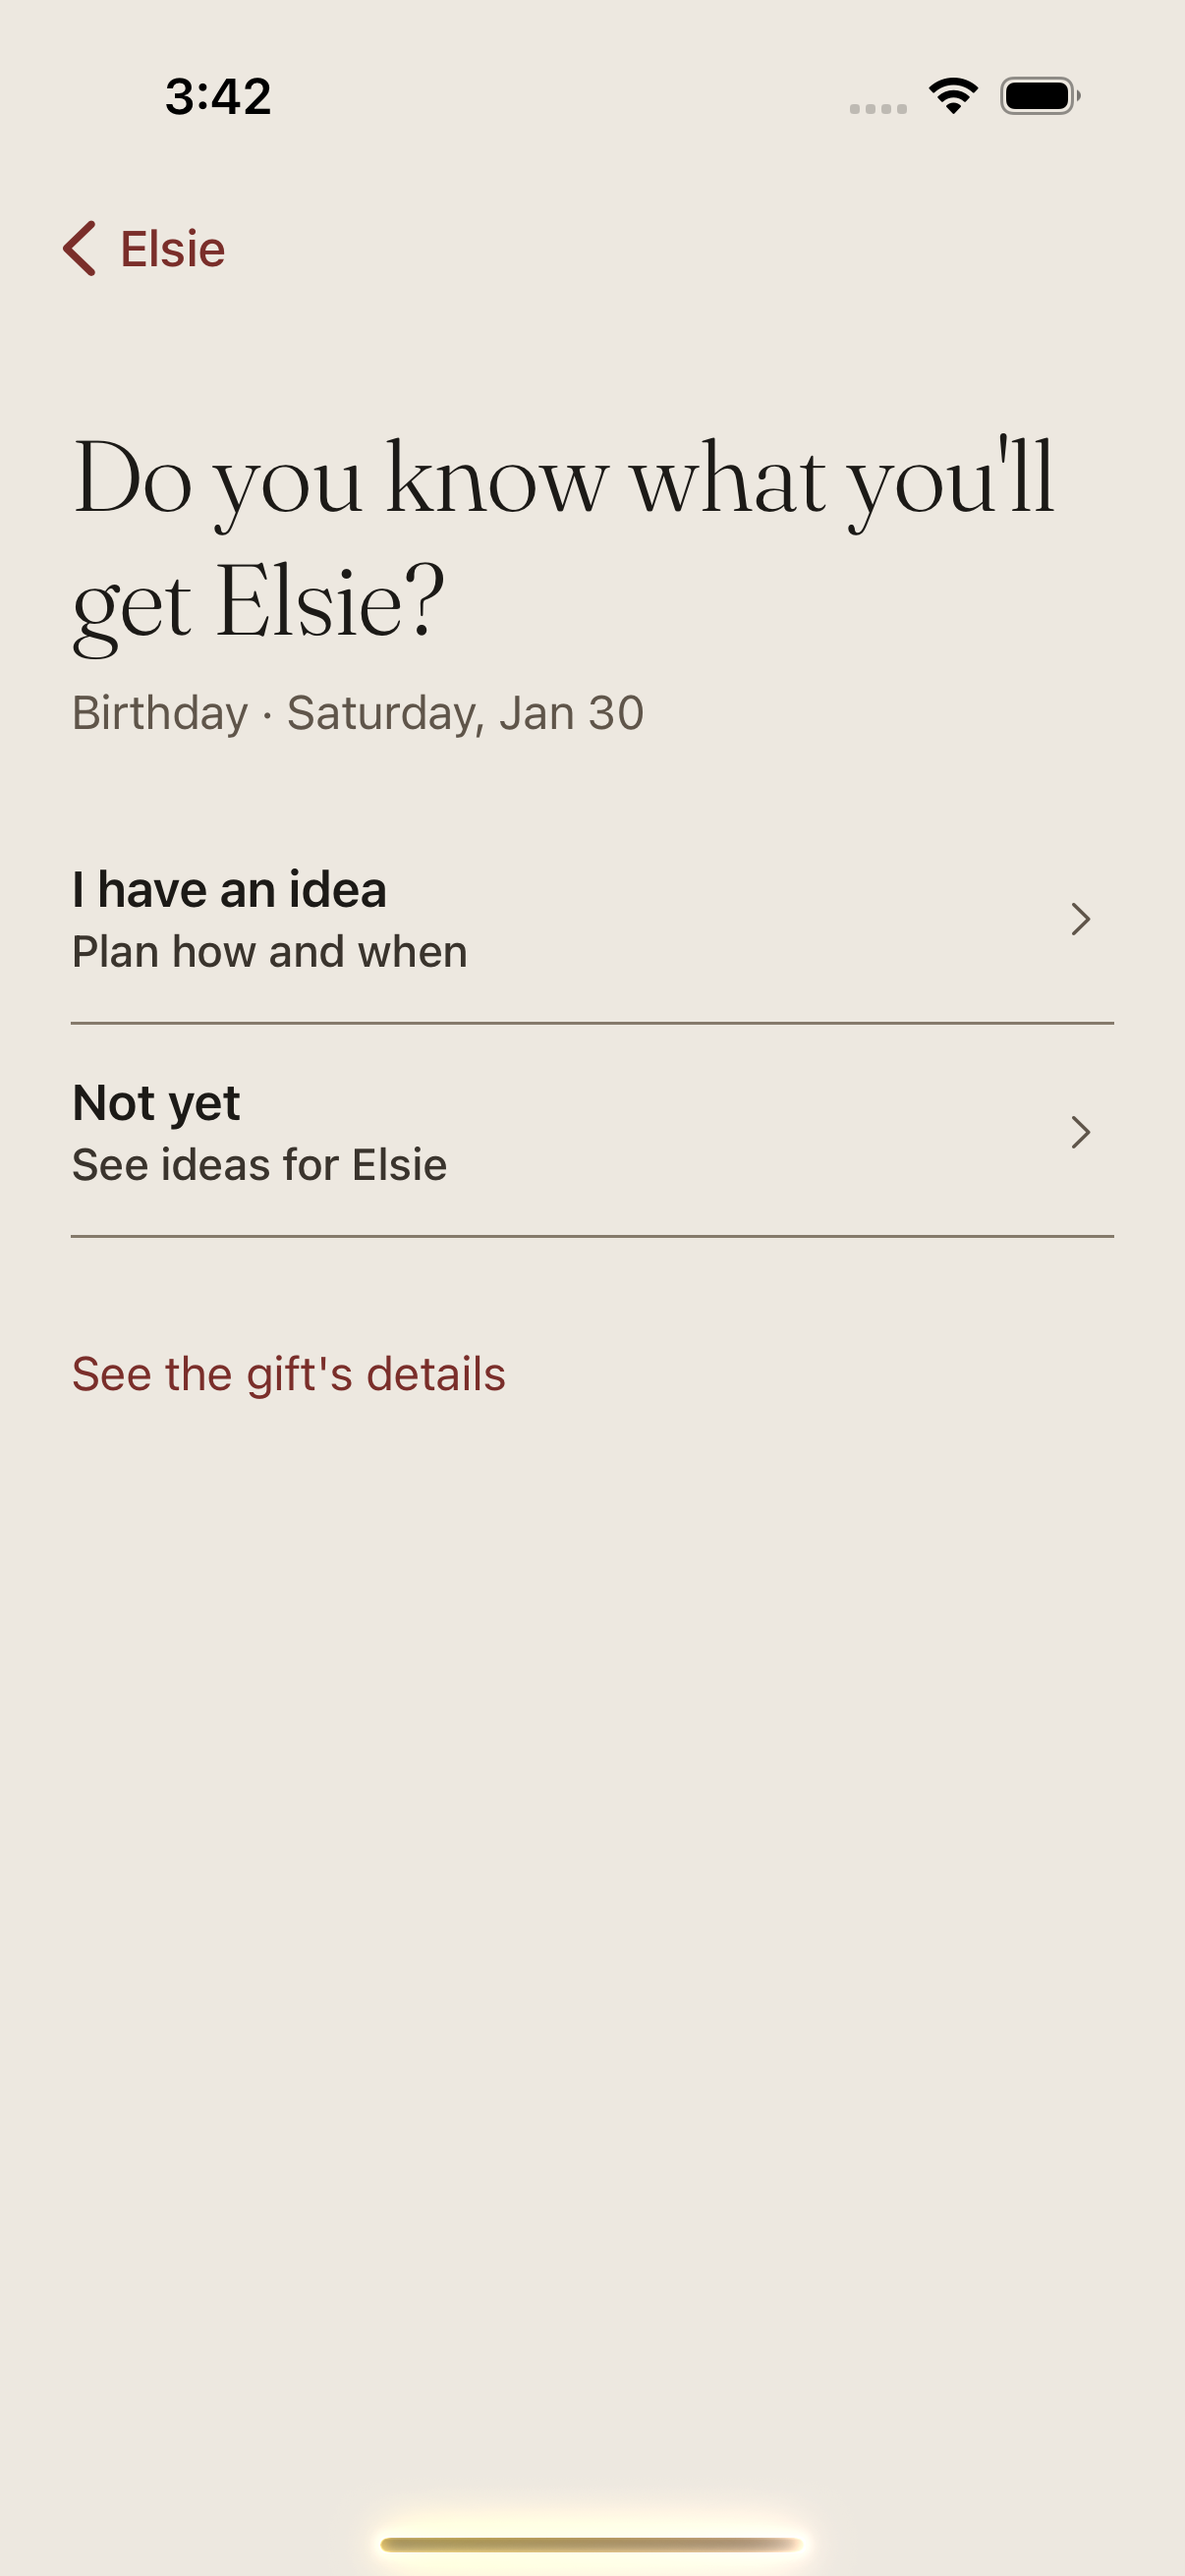 3:42
Elsie
Do you know what you'll
get Elsie?
Birthday · Saturday, Jan 30
I have an idea
Plan how and when
Not yet
See ideas for Elsie
See the gift's details